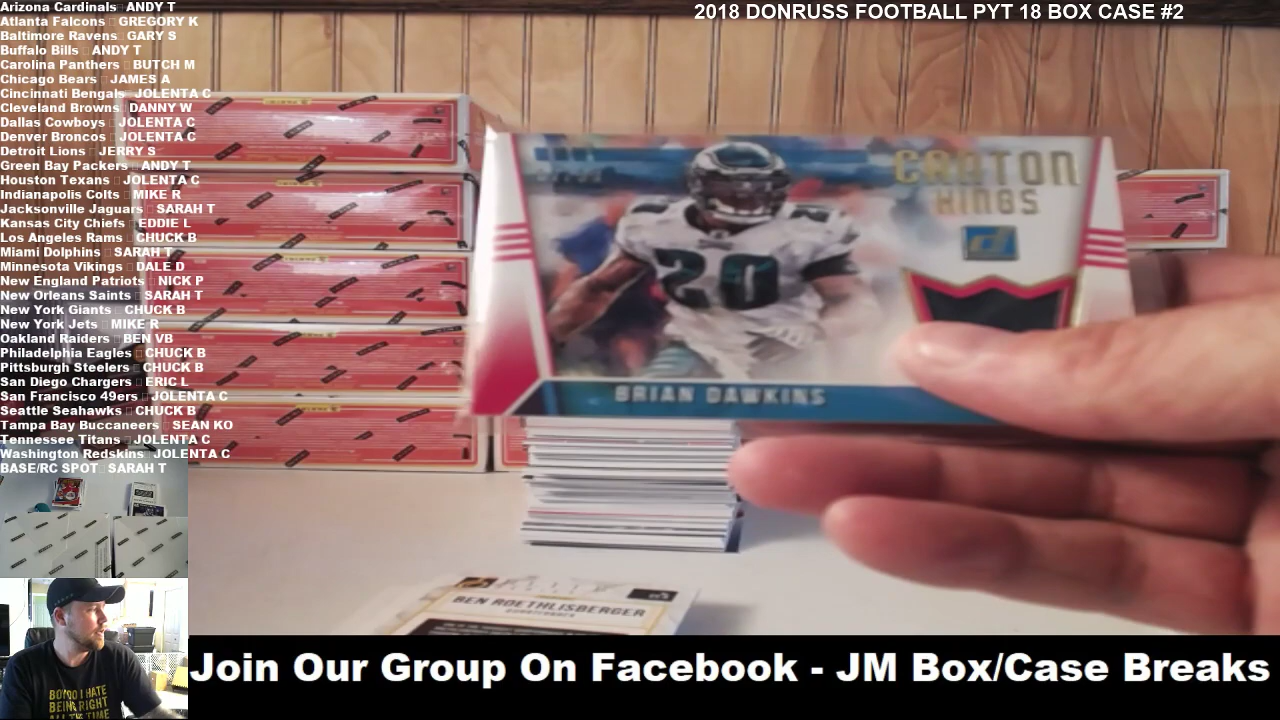 2018 DONRUSS FOOTBALL PYT 18 BOX CASE #2
Arizona Cardinals ANDY T
Atlanta Falcons GREGORY K
Baltimore Ravens GARY S
Buffalo Bills ANDY T
Carolina Panthers BUTCH M
Chicago Bears JAMES A
Cincinnati Bengals JOLENTA C
Cleveland Browns DANNY W
Dallas Cowboys JOLENTA C
Denver Broncos JOLENTA C
Detroit Lions JERRY S
Green Bay Packers ANDY T
Houston Texans JOLENTA C
Indianapolis Colts MIKE R
Jacksonville Jaguars SARAH T
Kansas City Chiefs EDDIE L
Los Angeles Rams CHUCK B
Miami Dolphins SARAH T
Minnesota Vikings DALE D
New England Patriots NICK P
New Orleans Saints SARAH T
New York Giants CHUCK B
New York Jets MIKE R
Oakland Raiders BEN VB
Philadelphia Eagles CHUCK B
Pittsburgh Steelers CHUCK B
San Diego Chargers ERIC L
San Francisco 49ers JOLENTA C
Seattle Seahawks CHUCK B
Tampa Bay Buccaneers SEAN KO
Tennessee Titans JOLENTA C
Washington Redskins JOLENTA C
BASE/RC SPOT SARAH T
CANTON
KINGS
d
20
BRIAN DAWKINS
BEN ROETHLISBERGER
QUARTERBACK
I HATE
BEING RIGHT
ALL THE TIME
Join Our Group On Facebook - JM Box/Case Breaks